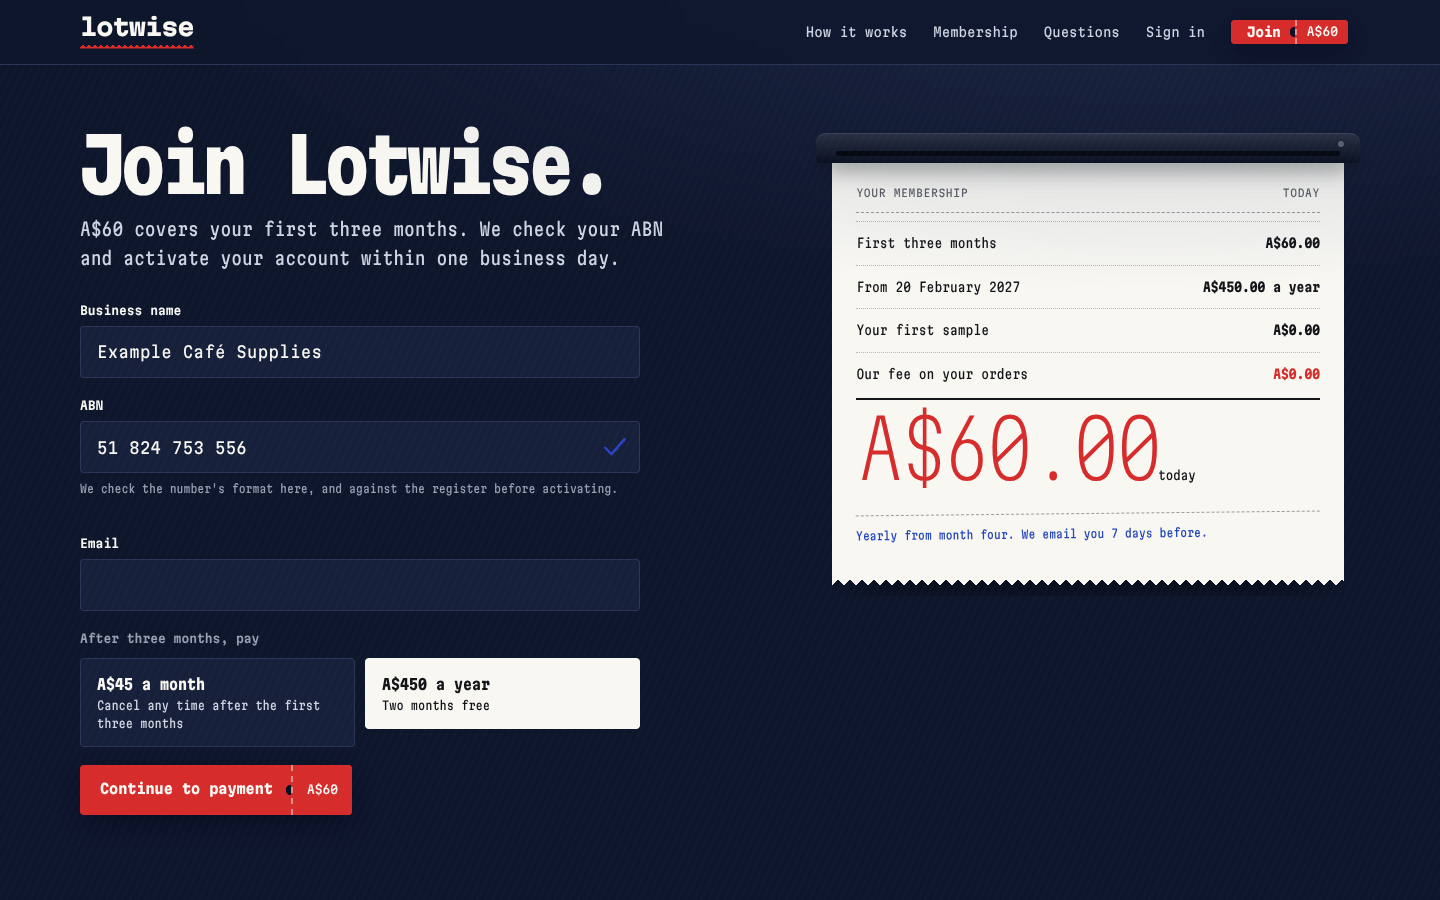 lotwise
How it works Membership Questions Sign in Join A$60
Join Lotwise.
A$60 covers your first three months. We check your ABN
and activate your account within one business day.
Business name
Example Café Supplies
ABN
51 824 753 556
We check the number's format here, and against the register before activating.
Email
After three months, pay
A$45 a month
Cancel any time after the first
three months
A$450 a year
Two months free
Continue to payment A$60
YOUR MEMBERSHIP TODAY
First three months A$60.00
From 20 February 2027 A$450.00 a year
Your first sample A$0.00
Our fee on your orders A$0.00
A$60.00 today
Yearly from month four. We email you 7 days before.